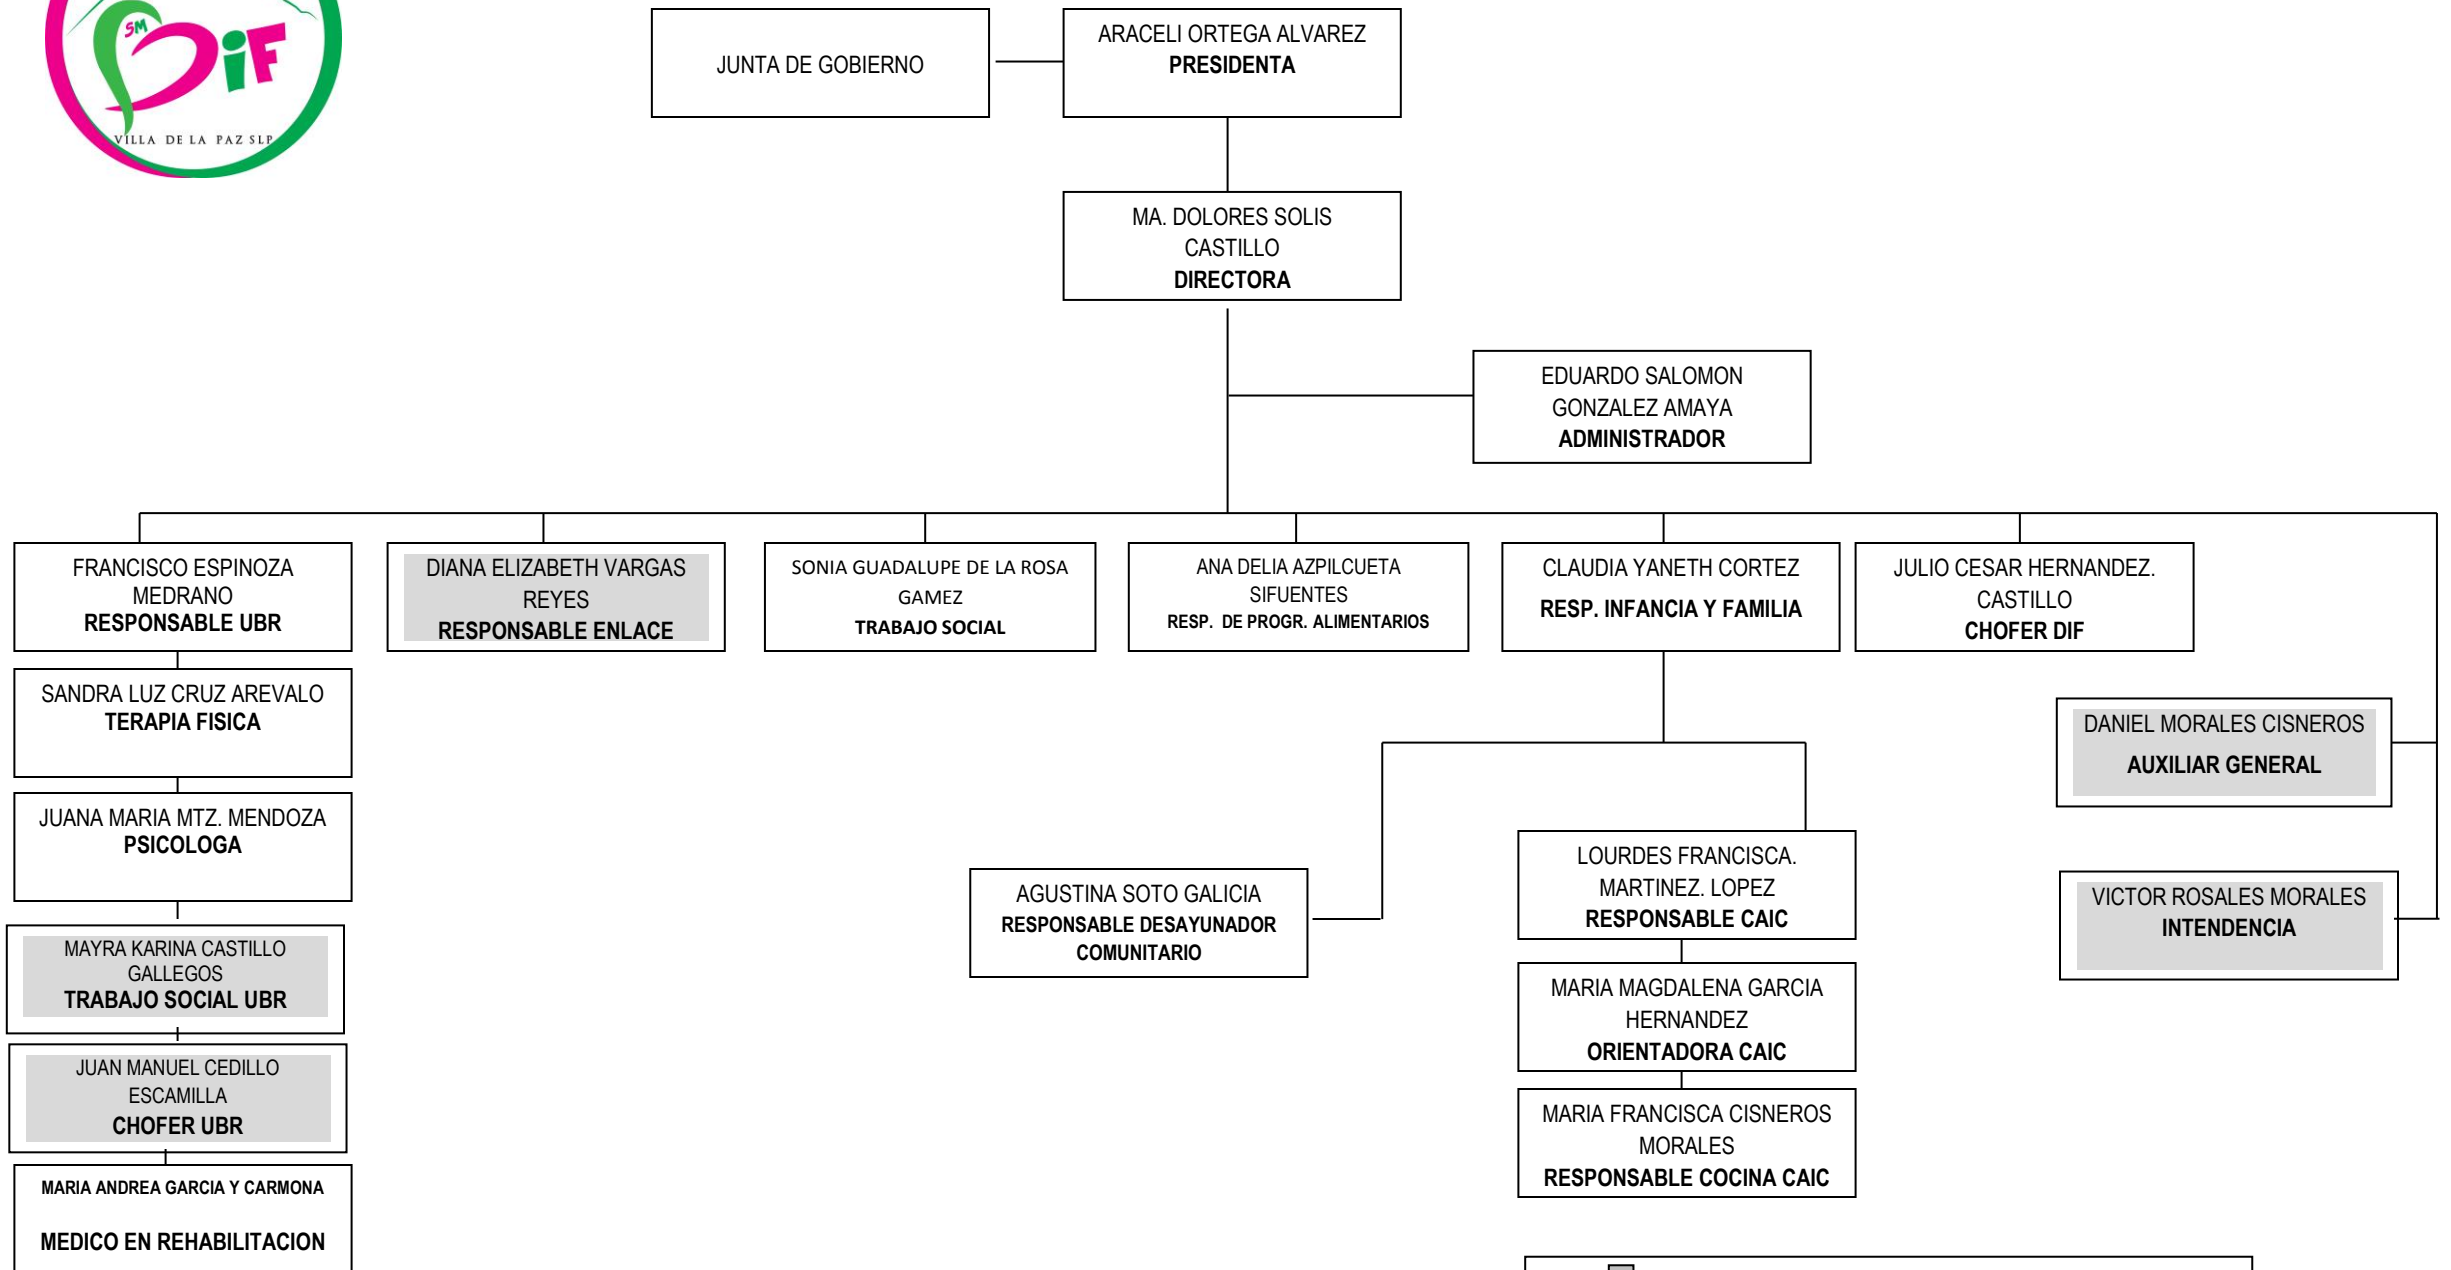 SM
DiF
VILLA DE LA PAZ SLP
JUNTA DE GOBIERNO
ARACELI ORTEGA ALVAREZ
PRESIDENTA
MA. DOLORES SOLIS
CASTILLO
DIRECTORA
EDUARDO SALOMON
GONZALEZ AMAYA
ADMINISTRADOR
FRANCISCO ESPINOZA
MEDRANO
RESPONSABLE UBR
DIANA ELIZABETH VARGAS
REYES
RESPONSABLE ENLACE
SONIA GUADALUPE DE LA ROSA
GAMEZ
TRABAJO SOCIAL
ANA DELIA AZPILCUETA
SIFUENTES
RESP. DE PROGR. ALIMENTARIOS
CLAUDIA YANETH CORTEZ
RESP. INFANCIA Y FAMILIA
JULIO CESAR HERNANDEZ.
CASTILLO
CHOFER DIF
SANDRA LUZ CRUZ AREVALO
TERAPIA FISICA
JUANA MARIA MTZ. MENDOZA
PSICOLOGA
MAYRA KARINA CASTILLO
GALLEGOS
TRABAJO SOCIAL UBR
JUAN MANUEL CEDILLO
ESCAMILLA
CHOFER UBR
MARIA ANDREA GARCIA Y CARMONA
MEDICO EN REHABILITACION
AGUSTINA SOTO GALICIA
RESPONSABLE DESAYUNADOR
COMUNITARIO
LOURDES FRANCISCA.
MARTINEZ. LOPEZ
RESPONSABLE CAIC
MARIA MAGDALENA GARCIA
HERNANDEZ
ORIENTADORA CAIC
MARIA FRANCISCA CISNEROS
MORALES
RESPONSABLE COCINA CAIC
DANIEL MORALES CISNEROS
AUXILIAR GENERAL
VICTOR ROSALES MORALES
INTENDENCIA